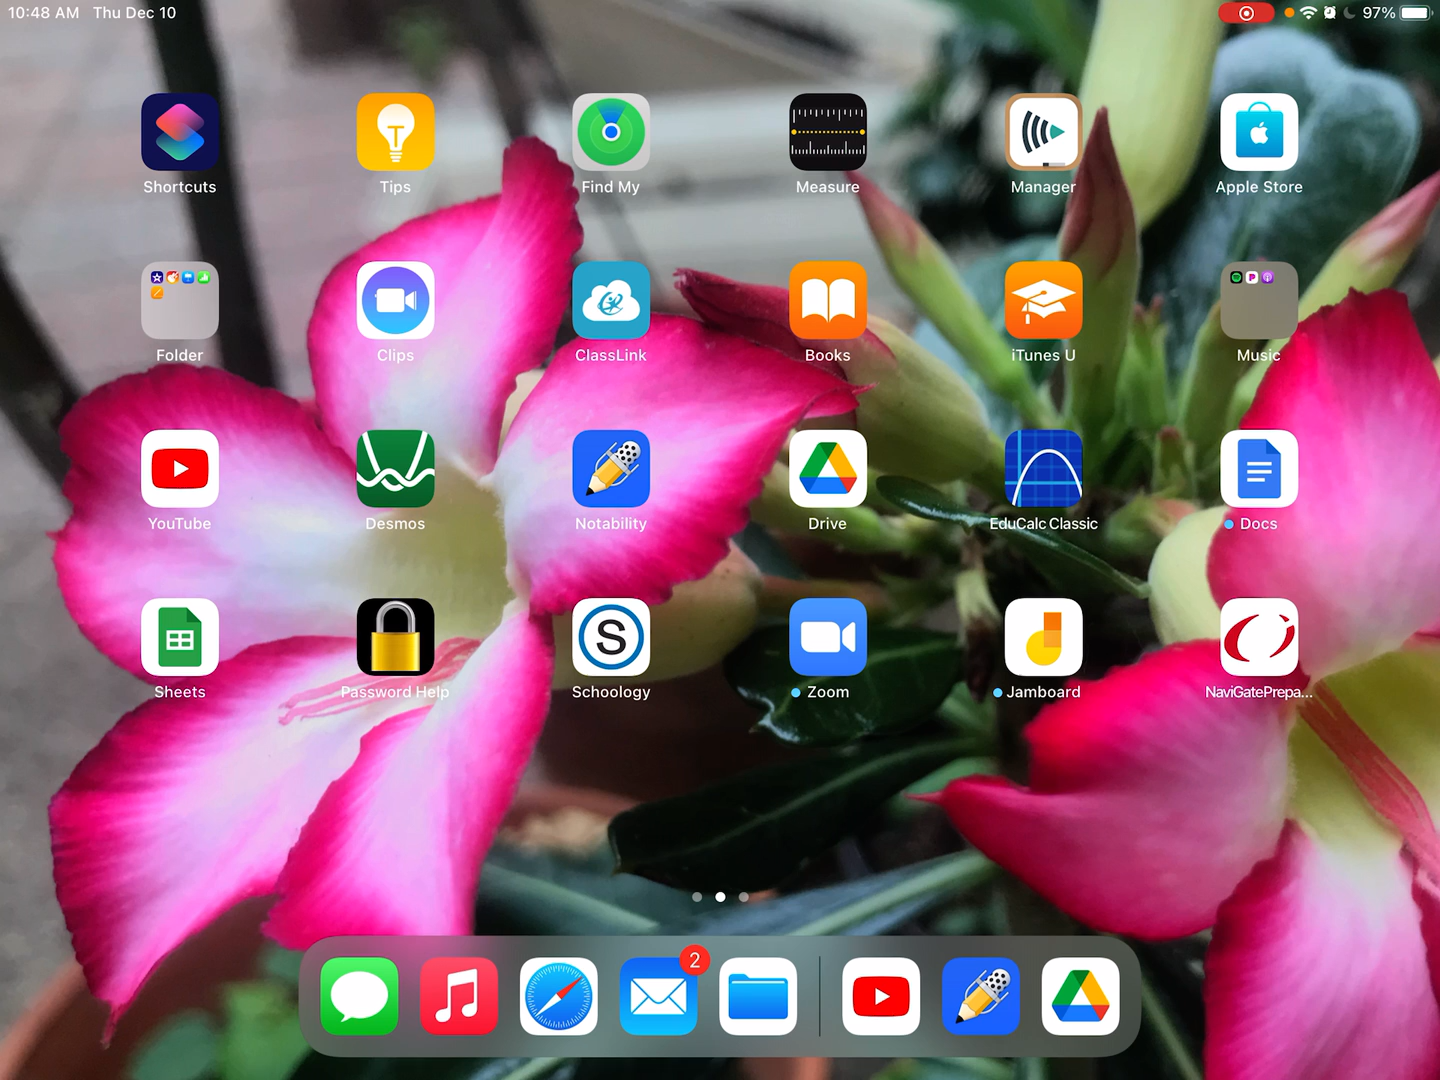 10:48 AM Thu Dec 10
97%
Shortcuts Tips Find My Measure Manager Apple Store
Folder Clips ClassLink Books iTunes U Music
YouTube Desmos Notability Drive EduCalc Classic Docs
S
Sheets Password Help Schoology Zoom Jamboard NaviGatePrepa...
2